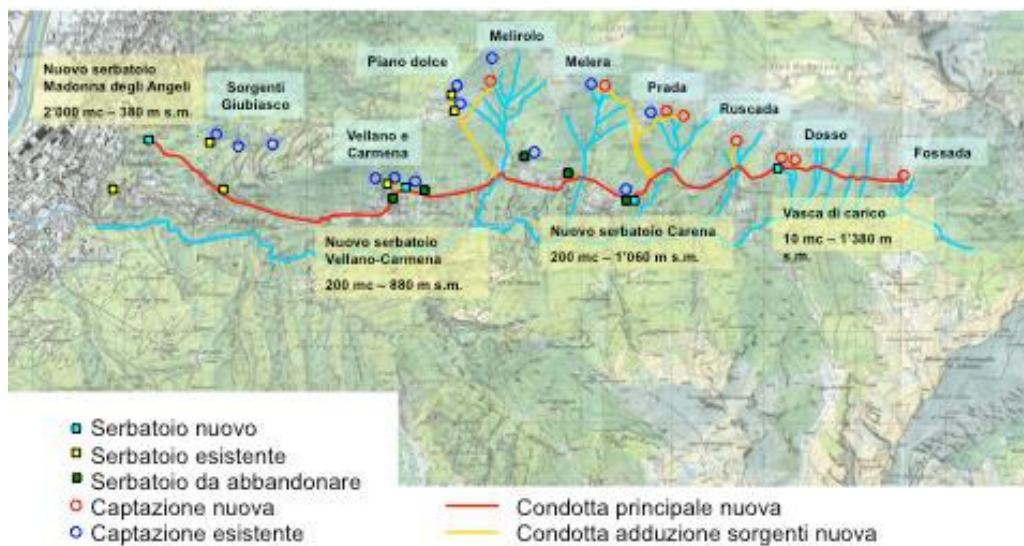 Melirolo
Nuovo serbatoio
Madonna degli Angeli
2'000 mc – 380 m s.m.
Sorgenti
Giubiasco
Piano dolce
Melera
Prada
Ruscada
Dosso
Fossada
Vellano e
Carmena
Nuovo serbatoio
Vellano-Carmena
200 mc – 880 m s.m.
Nuovo serbatoio Carena
200 mc – 1'060 m s.m.
Vasca di carico
10 mc – 1'380 m
s.m.
Serbatoio nuovo
Serbatoio esistente
Serbatoio da abbandonare
Captazione nuova
Captazione esistente
Condotta principale nuova
Condotta adduzione sorgenti nuova